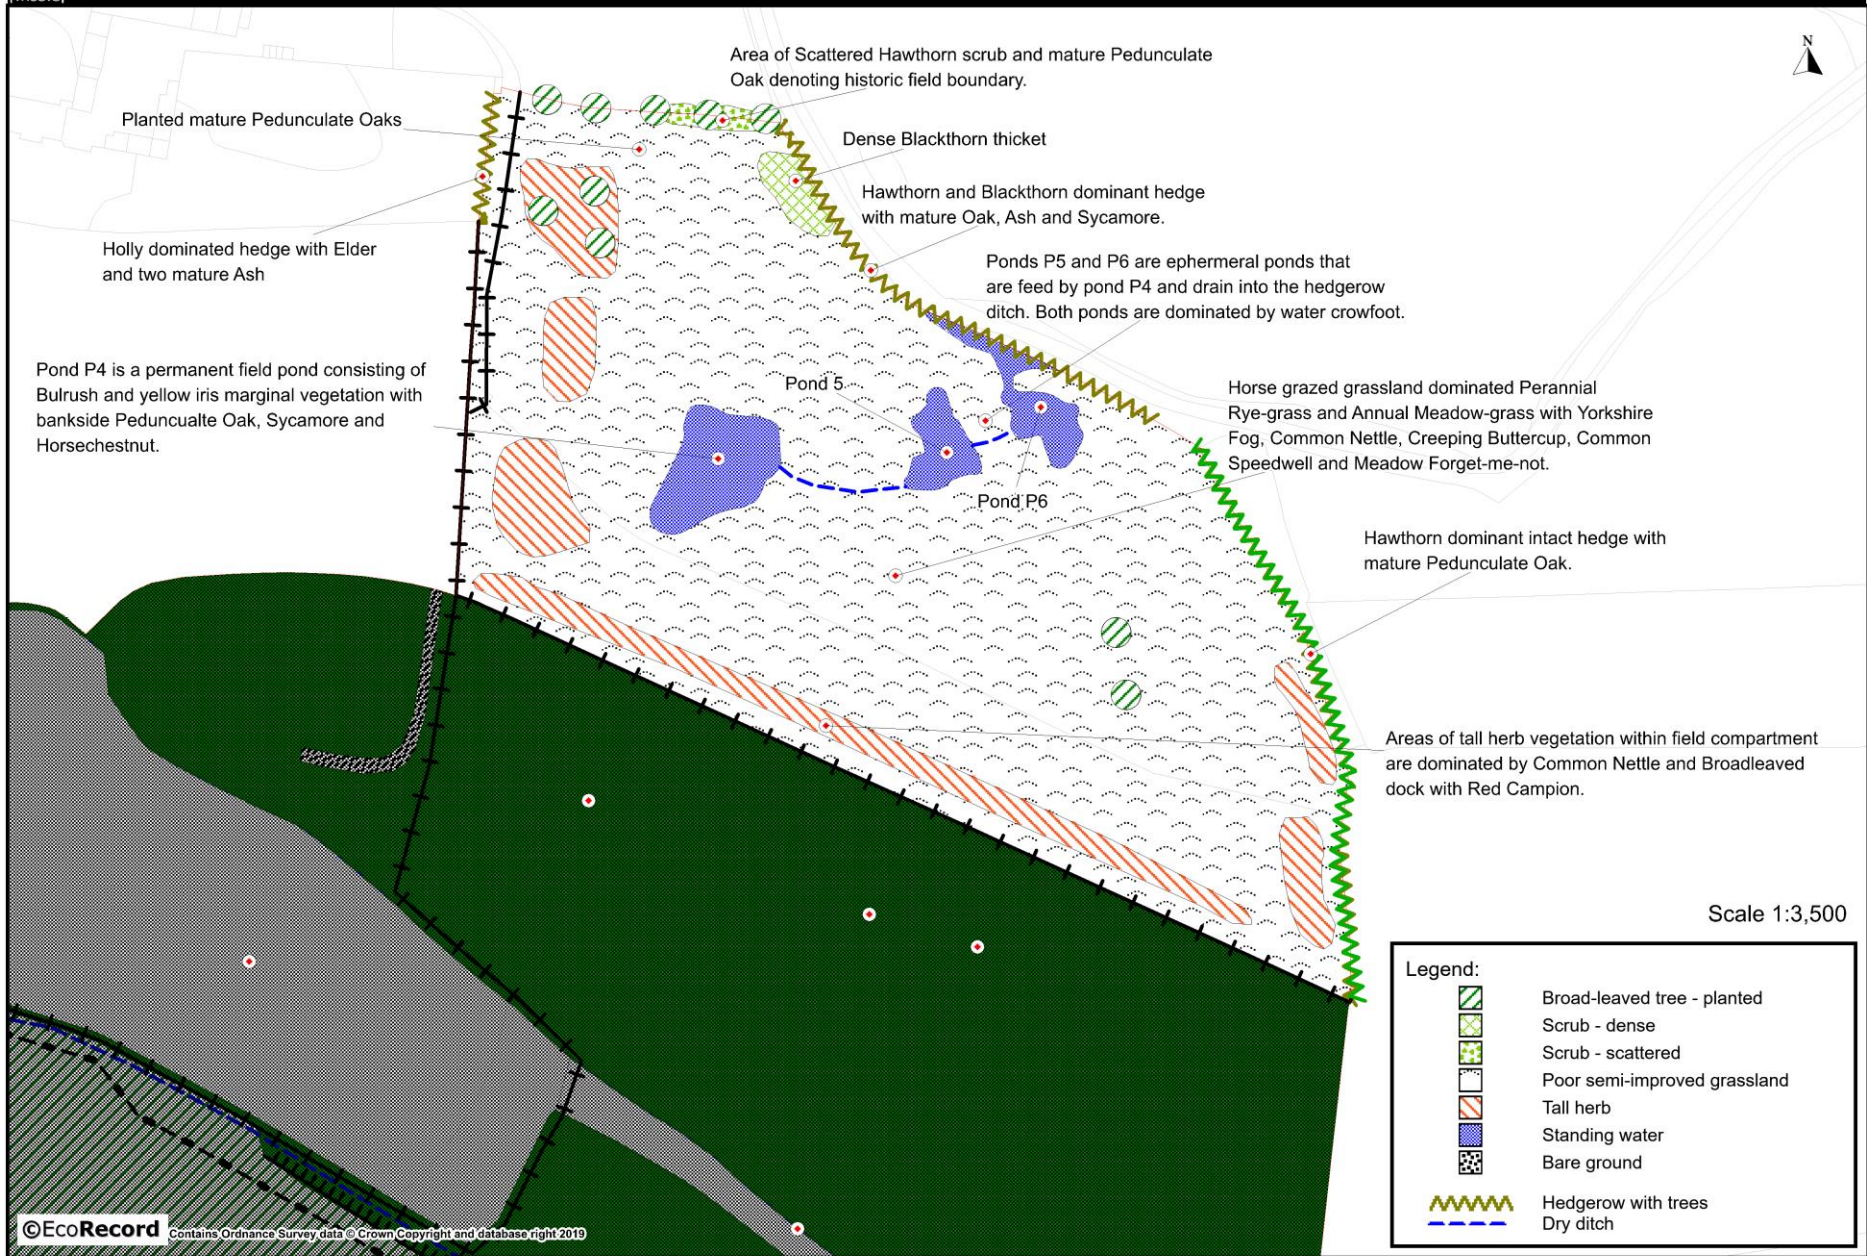 N
Area of Scattered Hawthorn scrub and mature Pedunculate
Oak denoting historic field boundary.
Planted mature Pedunculate Oaks
Dense Blackthorn thicket
Hawthorn and Blackthorn dominant hedge
with mature Oak, Ash and Sycamore.
Holly dominated hedge with Elder
and two mature Ash
Ponds P5 and P6 are ephermeral ponds that
are feed by pond P4 and drain into the hedgerow
ditch. Both ponds are dominated by water crowfoot.
Pond P4 is a permanent field pond consisting of
Bulrush and yellow iris marginal vegetation with
bankside Peduncualte Oak, Sycamore and
Horsechestnut.
Pond 5
Horse grazed grassland dominated Perannial
Rye-grass and Annual Meadow-grass with Yorkshire
Fog, Common Nettle, Creeping Buttercup, Common
Speedwell and Meadow Forget-me-not.
Pond P6
Hawthorn dominant intact hedge with
mature Pedunculate Oak.
Areas of tall herb vegetation within field compartment
are dominated by Common Nettle and Broadleaved
dock with Red Campion.
Scale 1:3,500
Legend:
Broad-leaved tree - planted
Scrub - dense
Scrub - scattered
Poor semi-improved grassland
Tall herb
Standing water
Bare ground
Hedgerow with trees
Dry ditch
©EcoRecord
Contains Ordnance Survey data © Crown Copyright and database right 2019